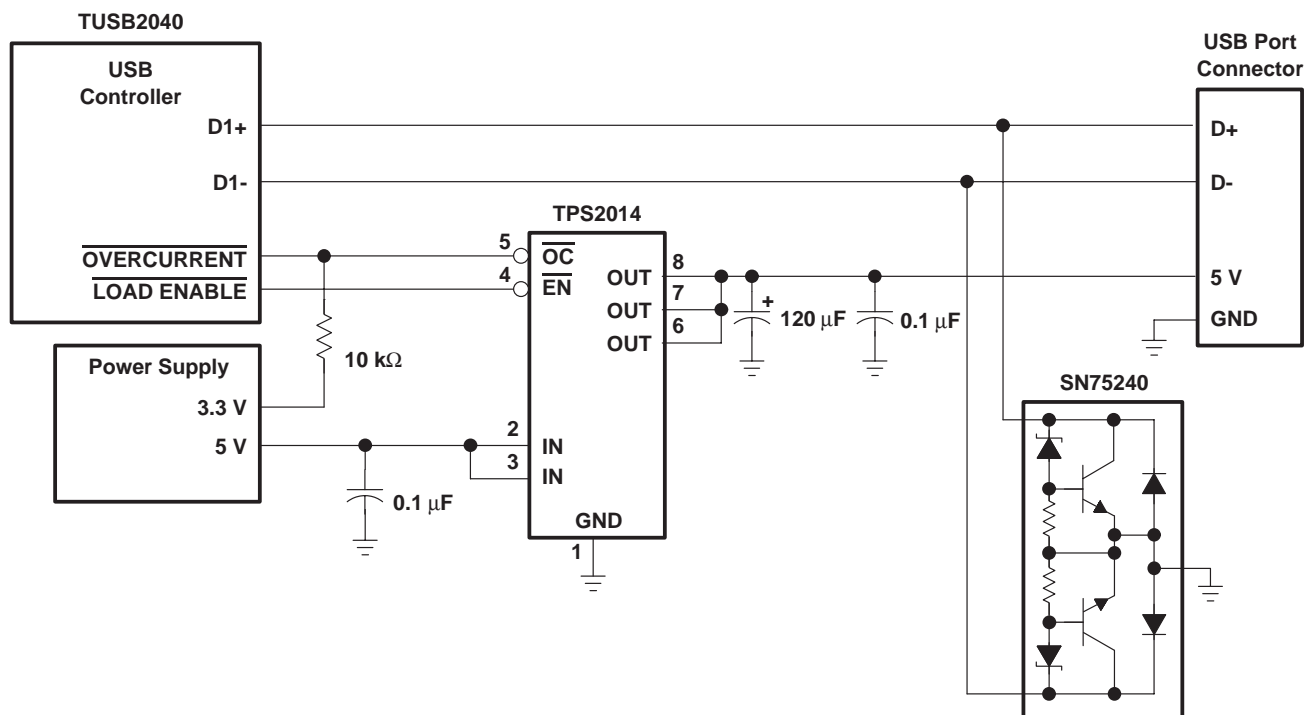 TUSB2040
USB
Controller
D1+
D1-
OVERCURRENT
LOAD ENABLE
Power Supply
3.3 V
5 V
10 kΩ
0.1 μF
TPS2014
5
OC
4
EN
2
IN
3
IN
GND
1
OUT
8
OUT
7
OUT
6
+
120 μF
0.1 μF
USB Port
Connector
D+
D-
5 V
GND
SN75240